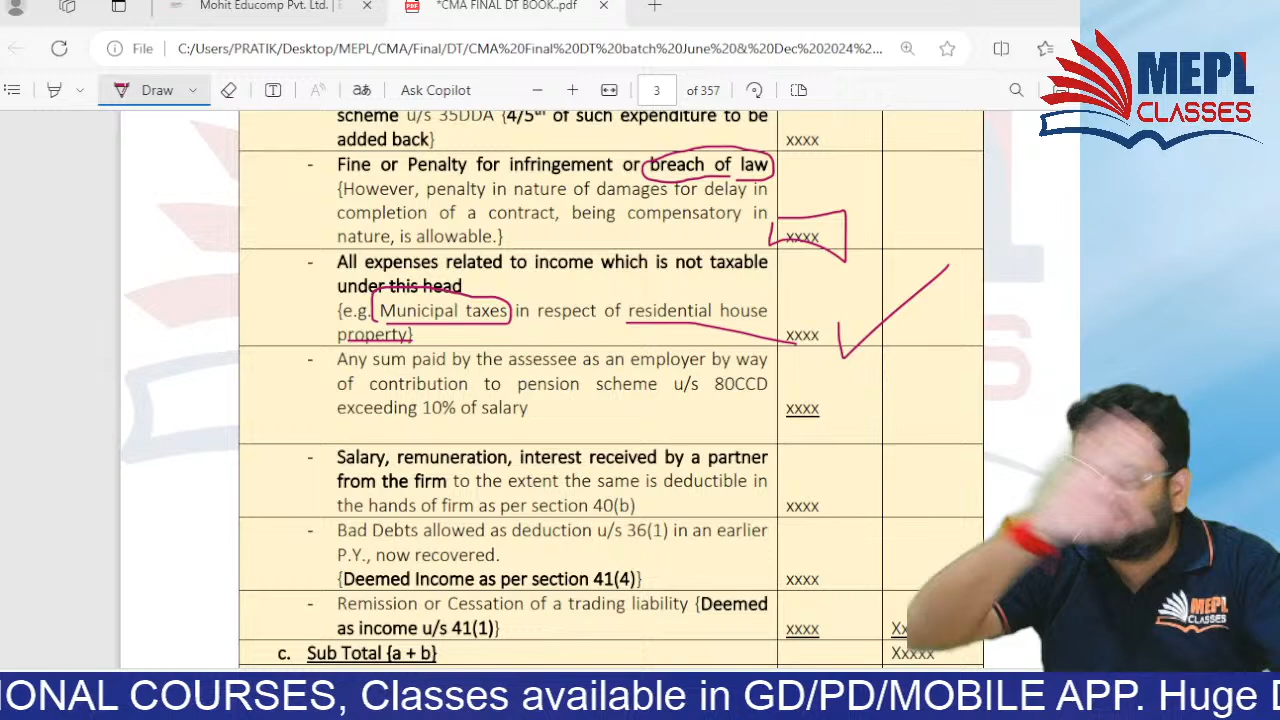 Mohit Educomp Pvt. Ltd. | E
*CMA FINAL DT BOOK..pdf
File
C:/Users/PRATIK/Desktop/MEPL/CMA/Final/DT/CMA%20Final%20DT%20batch%20June%20&%20Dec%202024%2...
Draw
Ask Copilot
3 of 357
MEPL
CLASSES
scheme u/s 35DDA {4/5th of such expenditure to be
added back} xxxx
- Fine or Penalty for infringement or breach of law
{However, penalty in nature of damages for delay in
completion of a contract, being compensatory in
nature, is allowable.} xxxx
- All expenses related to income which is not taxable
under this head
{e.g. Municipal taxes in respect of residential house
property} xxxx
- Any sum paid by the assessee as an employer by way
of contribution to pension scheme u/s 80CCD
exceeding 10% of salary xxxx
- Salary, remuneration, interest received by a partner
from the firm to the extent the same is deductible in
the hands of firm as per section 40(b) xxxx
- Bad Debts allowed as deduction u/s 36(1) in an earlier
P.Y., now recovered.
{Deemed Income as per section 41(4)} xxxx
- Remission or Cessation of a trading liability {Deemed
as income u/s 41(1)} xxxx Xx
c. Sub Total {a + b} Xxxxx
MEPL
CLASSES
IONAL COURSES, Classes available in GD/PD/MOBILE APP. Huge D